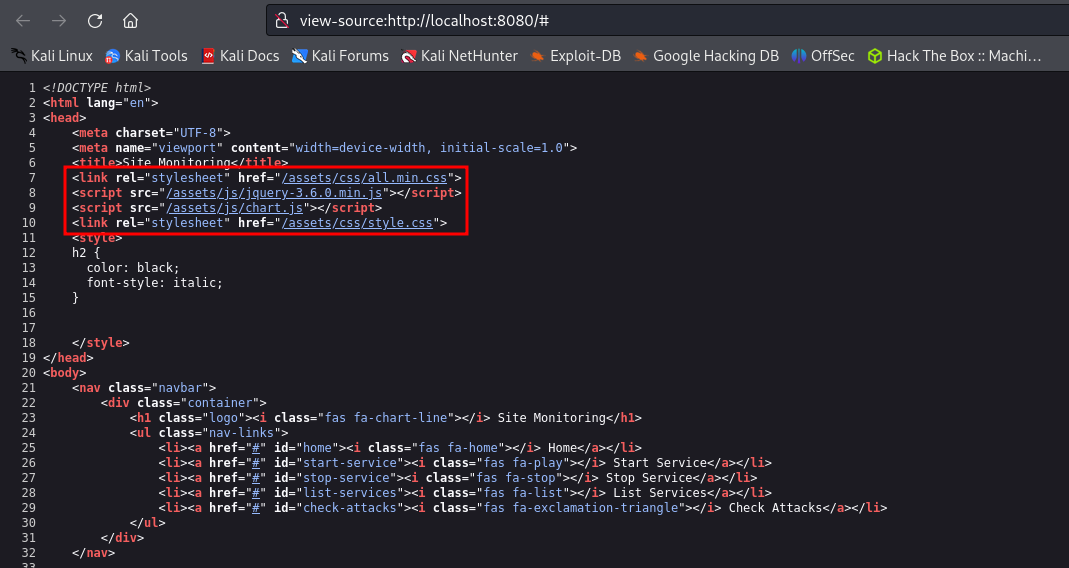 view-source:http://localhost:8080/#
Kali Linux Kali Tools Kali Docs Kali Forums Kali NetHunter Exploit-DB Google Hacking DB OffSec Hack The Box :: Machi…
1 <!DOCTYPE html>
2 <html lang="en">
3 <head>
4     <meta charset="UTF-8">
5     <meta name="viewport" content="width=device-width, initial-scale=1.0">
6     <title>Site Monitoring</title>
7     <link rel="stylesheet" href="/assets/css/all.min.css">
8     <script src="/assets/js/jquery-3.6.0.min.js"></script>
9     <script src="/assets/js/chart.js"></script>
10     <link rel="stylesheet" href="/assets/css/style.css">
11     <style>
12     h2 {
13       color: black;
14       font-style: italic;
15     }
16
17
18     </style>
19 </head>
20 <body>
21     <nav class="navbar">
22         <div class="container">
23             <h1 class="logo"><i class="fas fa-chart-line"></i> Site Monitoring</h1>
24             <ul class="nav-links">
25                 <li><a href="#" id="home"><i class="fas fa-home"></i> Home</a></li>
26                 <li><a href="#" id="start-service"><i class="fas fa-play"></i> Start Service</a></li>
27                 <li><a href="#" id="stop-service"><i class="fas fa-stop"></i> Stop Service</a></li>
28                 <li><a href="#" id="list-services"><i class="fas fa-list"></i> List Services</a></li>
29                 <li><a href="#" id="check-attacks"><i class="fas fa-exclamation-triangle"></i> Check Attacks</a></li>
30             </ul>
31         </div>
32     </nav>
33